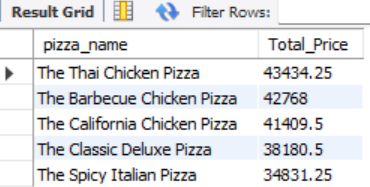 Result Grid Filter Rows:
pizza_name Total_Price
The Thai Chicken Pizza 43434.25
The Barbecue Chicken Pizza 42768
The California Chicken Pizza 41409.5
The Classic Deluxe Pizza 38180.5
The Spicy Italian Pizza 34831.25